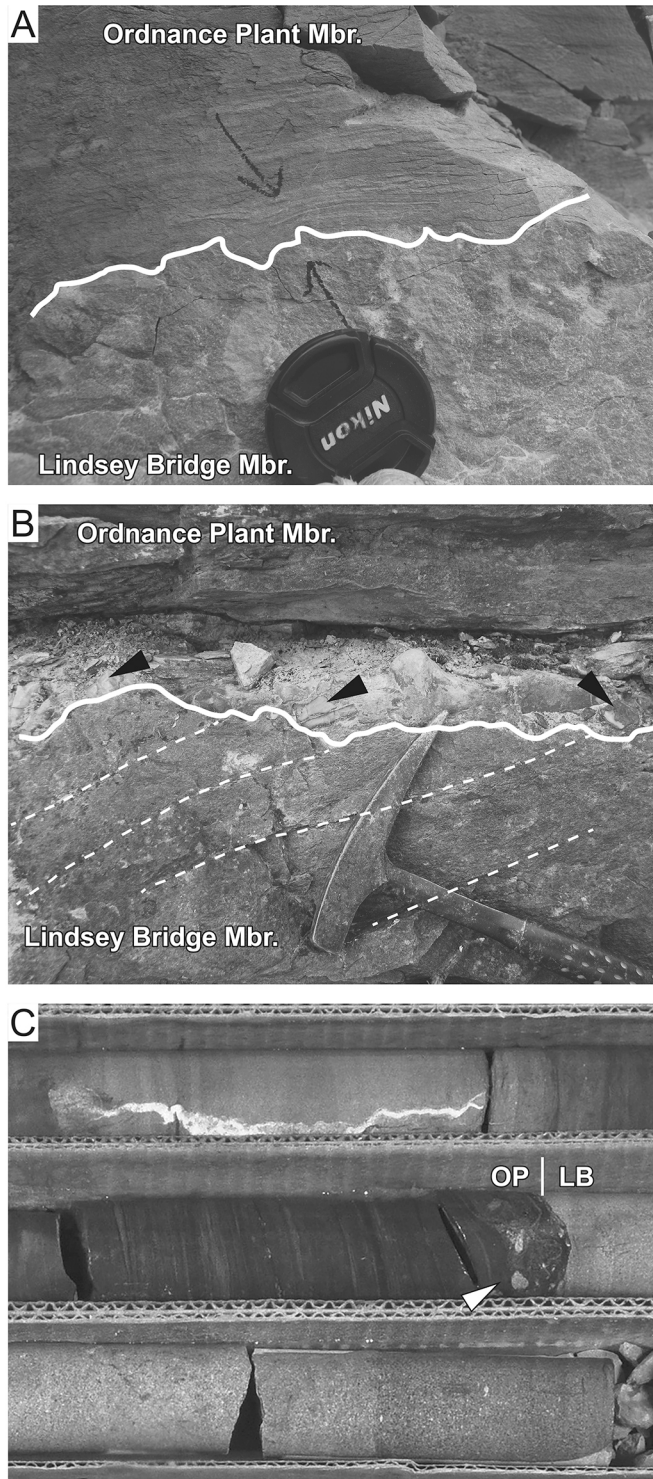 A
Ordnance Plant Mbr.
Nikon
Lindsey Bridge Mbr.
B
Ordnance Plant Mbr.
Lindsey Bridge Mbr.
C
OP | LB